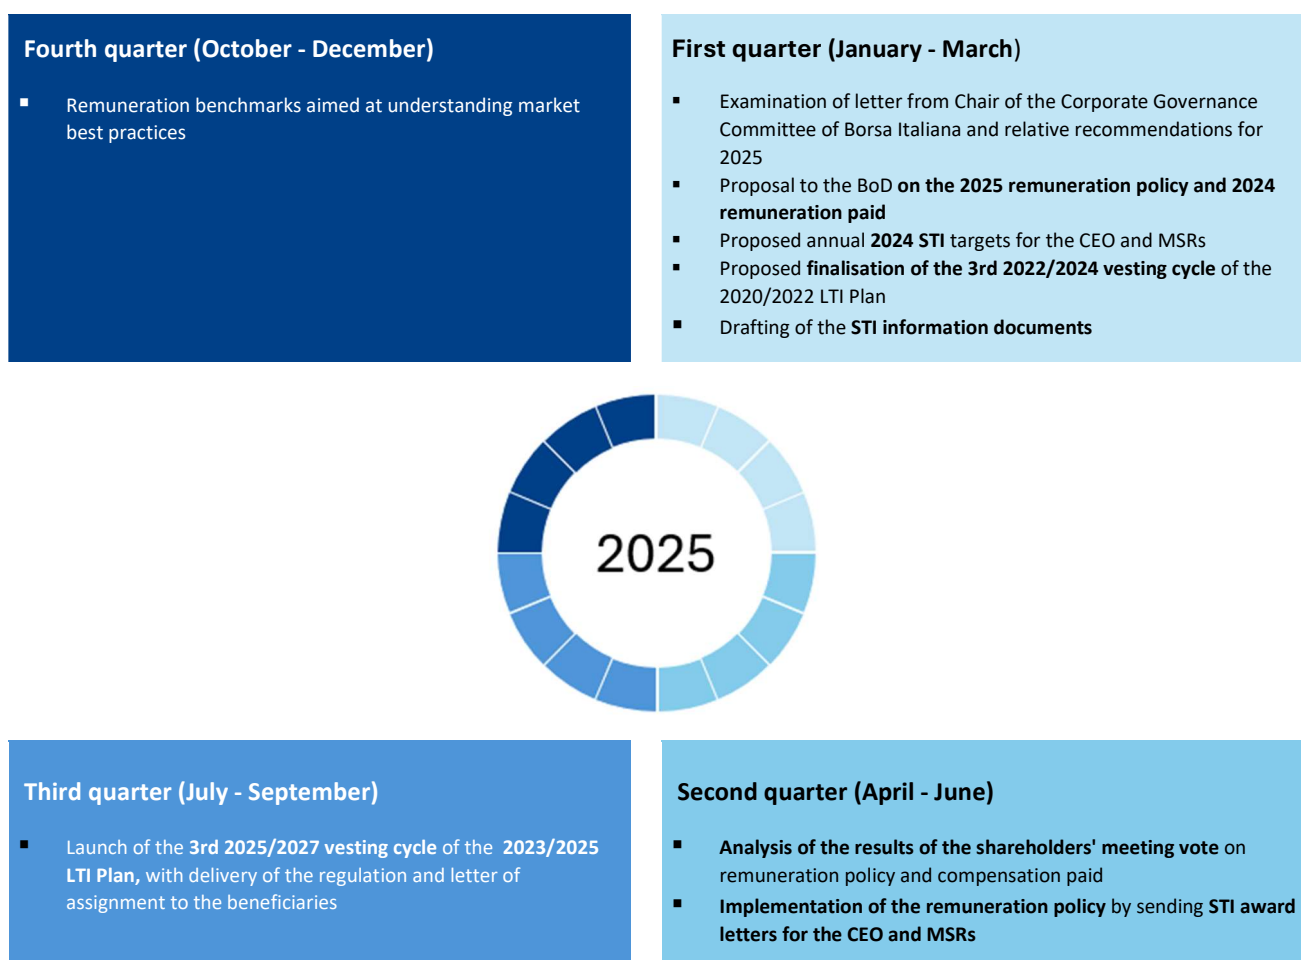 Fourth quarter (October - December)
▪ Remuneration benchmarks aimed at understanding market
best practices
First quarter (January - March)
▪ Examination of letter from Chair of the Corporate Governance
Committee of Borsa Italiana and relative recommendations for
2025
▪ Proposal to the BoD on the 2025 remuneration policy and 2024
remuneration paid
▪ Proposed annual 2024 STI targets for the CEO and MSRs
▪ Proposed finalisation of the 3rd 2022/2024 vesting cycle of the
2020/2022 LTI Plan
▪ Drafting of the STI information documents
2025
Third quarter (July - September)
▪ Launch of the 3rd 2025/2027 vesting cycle of the 2023/2025
LTI Plan, with delivery of the regulation and letter of
assignment to the beneficiaries
Second quarter (April - June)
▪ Analysis of the results of the shareholders' meeting vote on
remuneration policy and compensation paid
▪ Implementation of the remuneration policy by sending STI award
letters for the CEO and MSRs